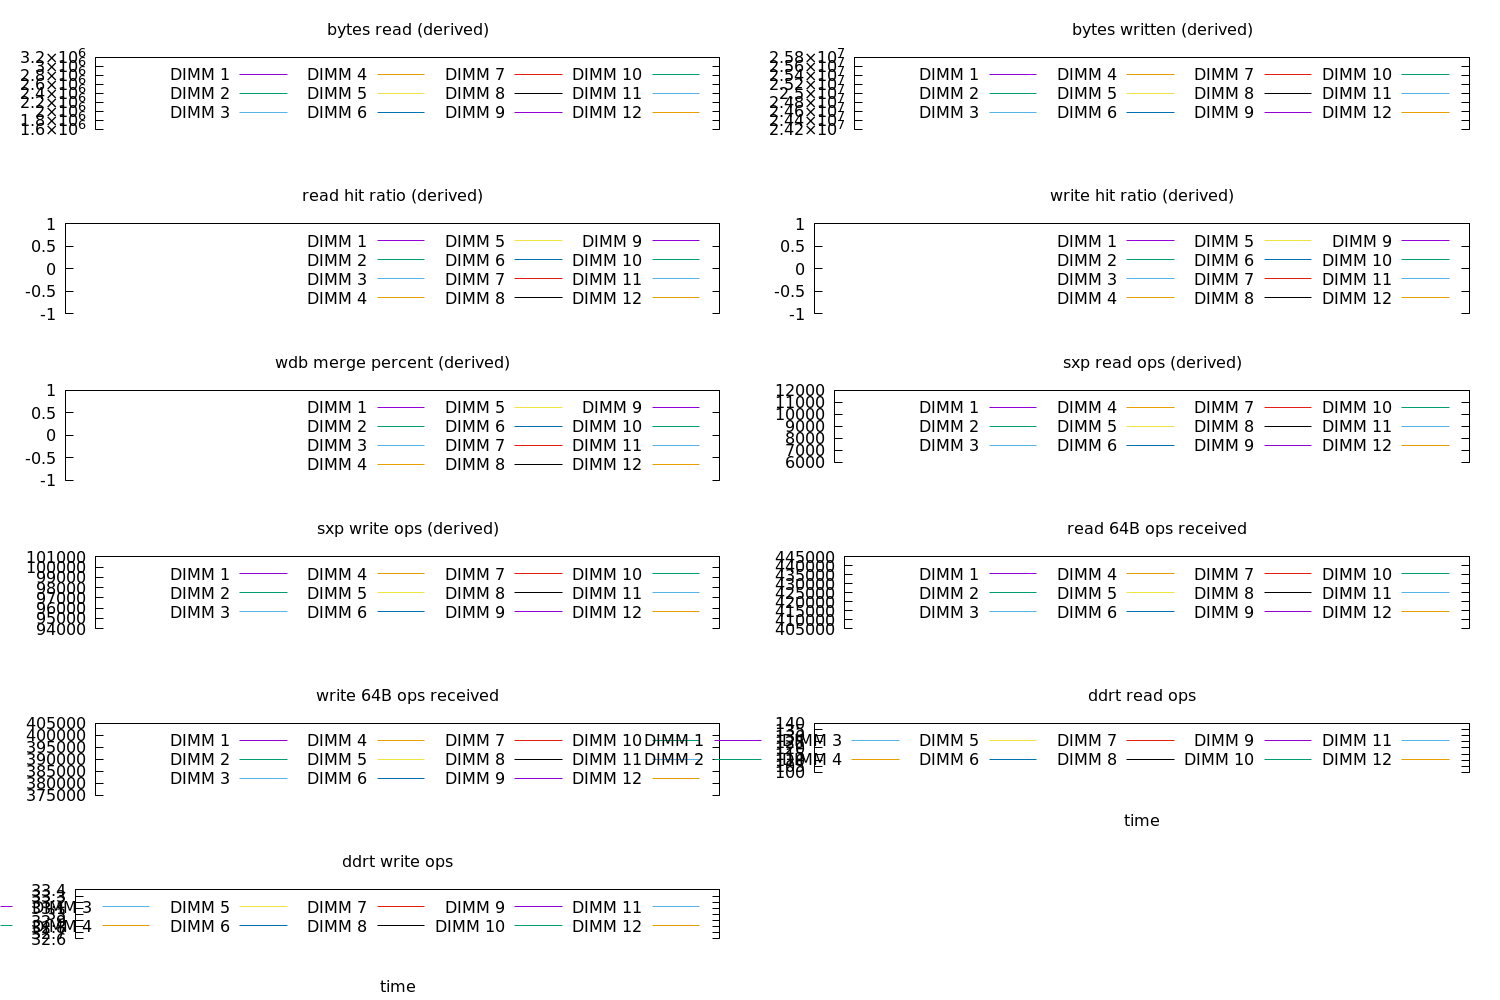 bytes read (derived)
3.2×10⁶
3×10⁶
2.8×10⁶
2.6×10⁶
2.4×10⁶
2.2×10⁶
2×10⁶
1.8×10⁶
1.6×10⁶
DIMM 1 DIMM 4 DIMM 7 DIMM 10
DIMM 2 DIMM 5 DIMM 8 DIMM 11
DIMM 3 DIMM 6 DIMM 9 DIMM 12
bytes written (derived)
2.58×10⁷
2.56×10⁷
2.54×10⁷
2.52×10⁷
2.5×10⁷
2.48×10⁷
2.46×10⁷
2.44×10⁷
2.42×10⁷
DIMM 1 DIMM 4 DIMM 7 DIMM 10
DIMM 2 DIMM 5 DIMM 8 DIMM 11
DIMM 3 DIMM 6 DIMM 9 DIMM 12
read hit ratio (derived)
1
0.5
0
-0.5
-1
DIMM 1 DIMM 5 DIMM 9
DIMM 2 DIMM 6 DIMM 10
DIMM 3 DIMM 7 DIMM 11
DIMM 4 DIMM 8 DIMM 12
write hit ratio (derived)
1
0.5
0
-0.5
-1
DIMM 1 DIMM 5 DIMM 9
DIMM 2 DIMM 6 DIMM 10
DIMM 3 DIMM 7 DIMM 11
DIMM 4 DIMM 8 DIMM 12
wdb merge percent (derived)
1
0.5
0
-0.5
-1
DIMM 1 DIMM 5 DIMM 9
DIMM 2 DIMM 6 DIMM 10
DIMM 3 DIMM 7 DIMM 11
DIMM 4 DIMM 8 DIMM 12
sxp read ops (derived)
12000
11000
10000
9000
8000
7000
6000
DIMM 1 DIMM 4 DIMM 7 DIMM 10
DIMM 2 DIMM 5 DIMM 8 DIMM 11
DIMM 3 DIMM 6 DIMM 9 DIMM 12
sxp write ops (derived)
101000
100000
99000
98000
97000
96000
95000
94000
DIMM 1 DIMM 4 DIMM 7 DIMM 10
DIMM 2 DIMM 5 DIMM 8 DIMM 11
DIMM 3 DIMM 6 DIMM 9 DIMM 12
read 64B ops received
445000
440000
435000
430000
425000
420000
415000
410000
405000
DIMM 1 DIMM 4 DIMM 7 DIMM 10
DIMM 2 DIMM 5 DIMM 8 DIMM 11
DIMM 3 DIMM 6 DIMM 9 DIMM 12
write 64B ops received
405000
400000
395000
390000
385000
380000
375000
DIMM 1 DIMM 4 DIMM 7 DIMM 10
DIMM 2 DIMM 5 DIMM 8 DIMM 11
DIMM 3 DIMM 6 DIMM 9 DIMM 12
ddrt read ops
140
100
DIMM 1 DIMM 3 DIMM 5 DIMM 7 DIMM 9 DIMM 11
DIMM 2 DIMM 4 DIMM 6 DIMM 8 DIMM 10 DIMM 12
time
ddrt write ops
33.4
32.6
DIMM 3 DIMM 5 DIMM 7 DIMM 9 DIMM 11
DIMM 4 DIMM 6 DIMM 8 DIMM 10 DIMM 12
time